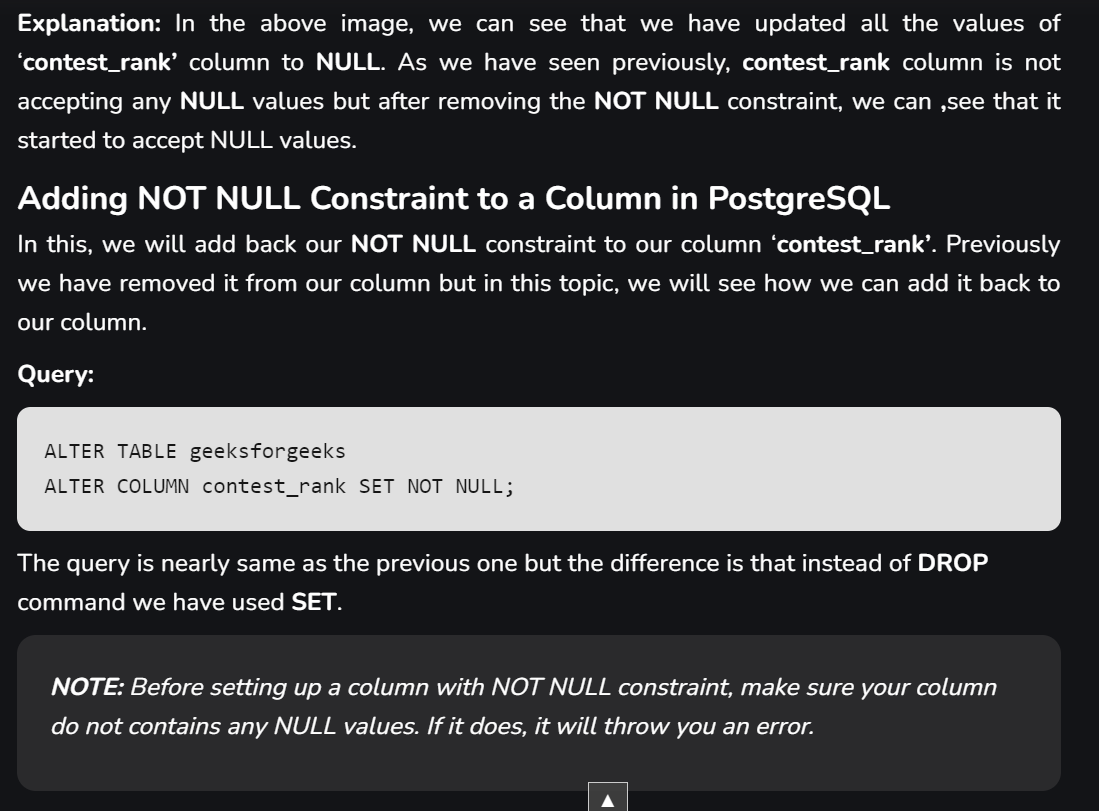 Explanation: In the above image, we can see that we have updated all the values of
‘contest_rank’ column to NULL. As we have seen previously, contest_rank column is not
accepting any NULL values but after removing the NOT NULL constraint, we can ,see that it
started to accept NULL values.
Adding NOT NULL Constraint to a Column in PostgreSQL
In this, we will add back our NOT NULL constraint to our column ‘contest_rank’. Previously
we have removed it from our column but in this topic, we will see how we can add it back to
our column.
Query:
ALTER TABLE geeksforgeeks
ALTER COLUMN contest_rank SET NOT NULL;
The query is nearly same as the previous one but the difference is that instead of DROP
command we have used SET.
NOTE: Before setting up a column with NOT NULL constraint, make sure your column
do not contains any NULL values. If it does, it will throw you an error.